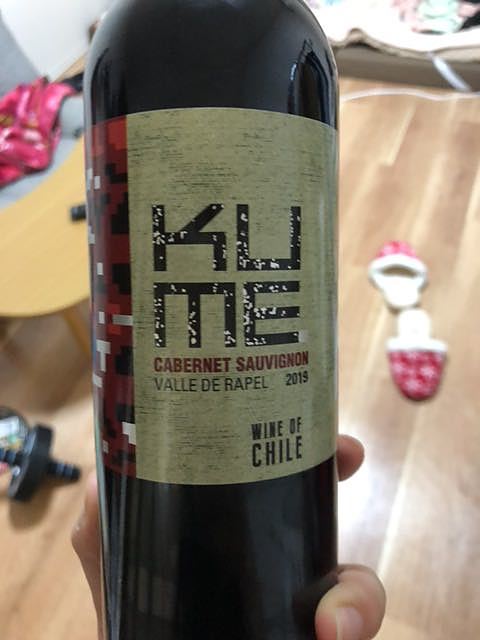 KU
ME
CABERNET SAUVIGNON
VALLE DE RAPEL 2019
WINE OF
CHILE